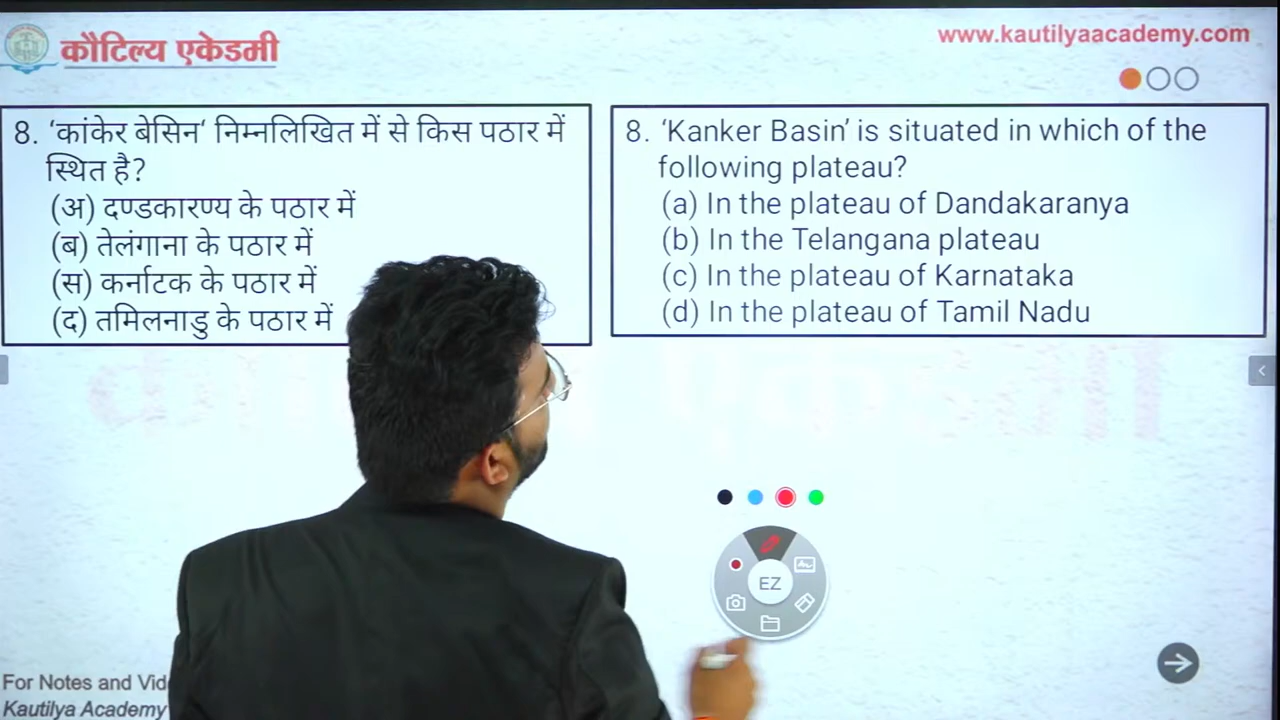 कौटिल्य एकेडमी
www.kautilyaacademy.com
8. ‘कांकेर बेसिन‘ निम्नलिखित में से किस पठार में
स्थित है?
(अ) दण्डकारण्य के पठार में
(ब) तेलंगाना के पठार में
(स) कर्नाटक के पठार में
(द) तमिलनाडु के पठार में
8. ‘Kanker Basin’ is situated in which of the
following plateau?
(a) In the plateau of Dandakaranya
(b) In the Telangana plateau
(c) In the plateau of Karnataka
(d) In the plateau of Tamil Nadu
EZ
For Notes and
Kautilya Academy